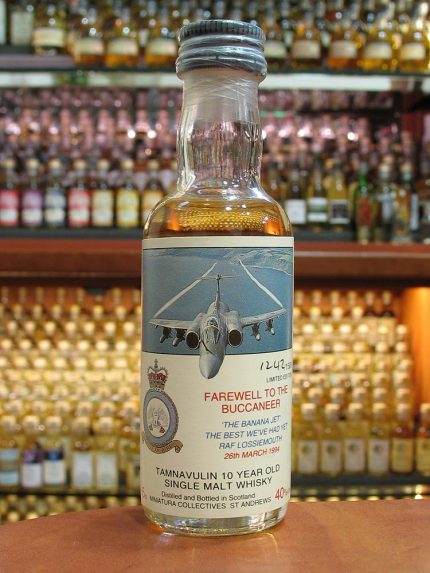 1242
LIMITED EDITION
FAREWELL TO THE
BUCCANEER
'THE BANANA JET'
THE BEST WE'VE HAD YET
RAF LOSSIEMOUTH
26th MARCH 1994
TAMNAVULIN 10 YEAR OLD
SINGLE MALT WHISKY
Distilled and Bottled in Scotland
MINIATURA COLLECTIVES ST ANDREWS
40%